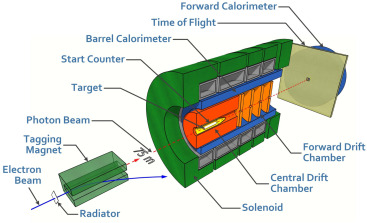 Forward Calorimeter
Time of Flight
Barrel Calorimeter
Start Counter
Target
Photon Beam
75 m
Tagging
Magnet
Electron
Beam
Radiator
Forward Drift
Chamber
Central Drift
Chamber
Solenoid